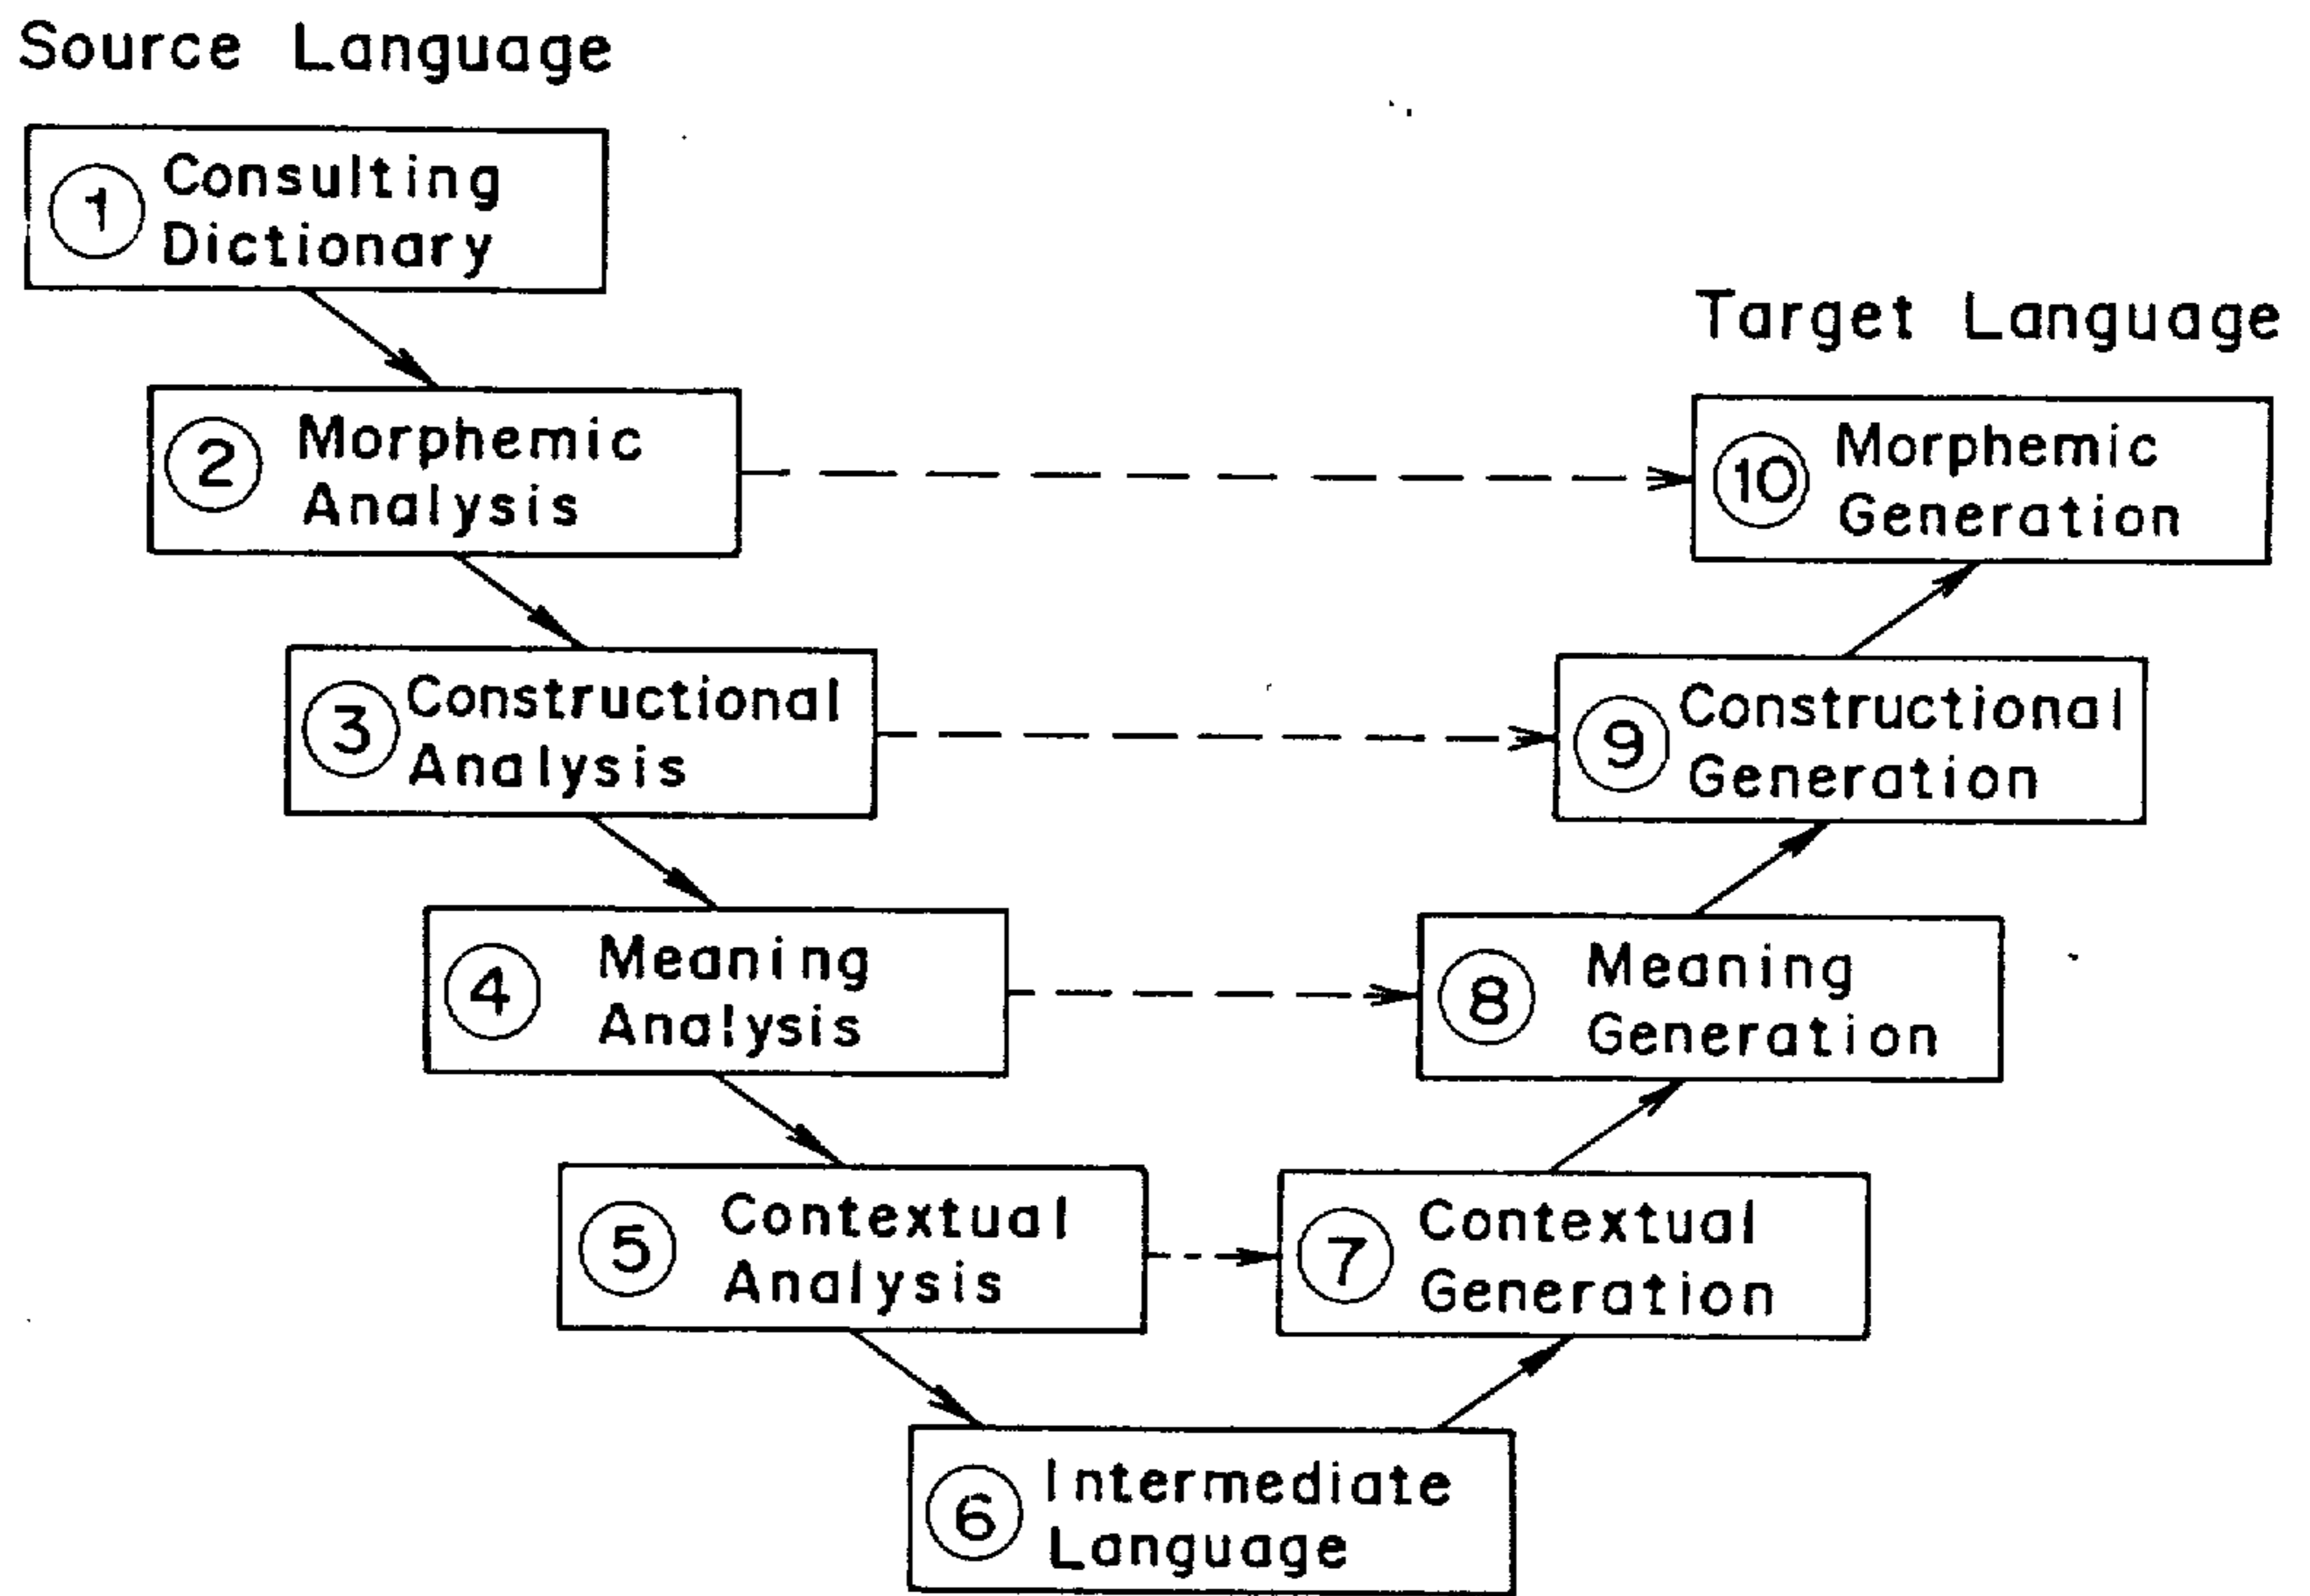 Source Language
1
Consulting
Dictionary
Target Language
2
Morphemic
Analysis
10
Morphemic
Generation
3
Constructional
Analysis
9
Constructional
Generation
4
Meaning
Analysis
8
Meaning
Generation
5
Contextual
Analysis
7
Contextual
Generation
6
Intermediate
Language